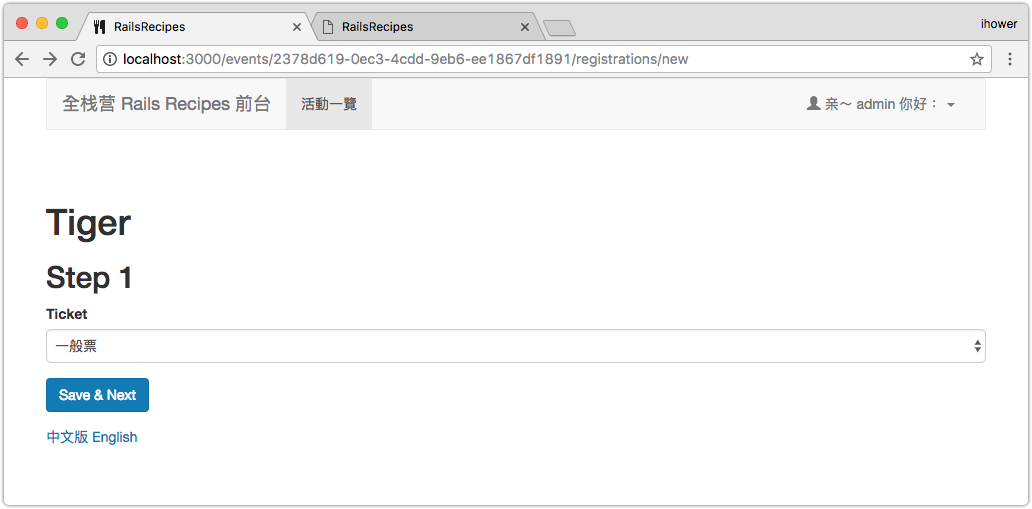 RailsRecipes
RailsRecipes
ihower
localhost:3000/events/2378d619-0ec3-4cdd-9eb6-ee1867df1891/registrations/new
全栈营 Rails Recipes 前台 活動一覽 亲～ admin 你好：
Tiger
Step 1
Ticket
一般票
Save & Next
中文版 English